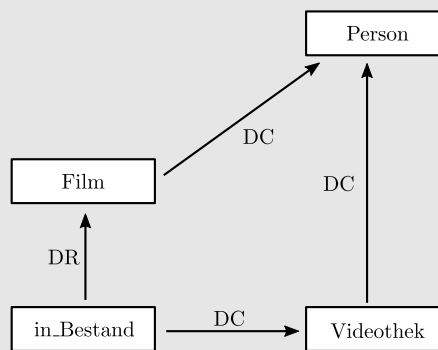 Person
DC
Film
DC
DR
in_Bestand
DC
Videothek